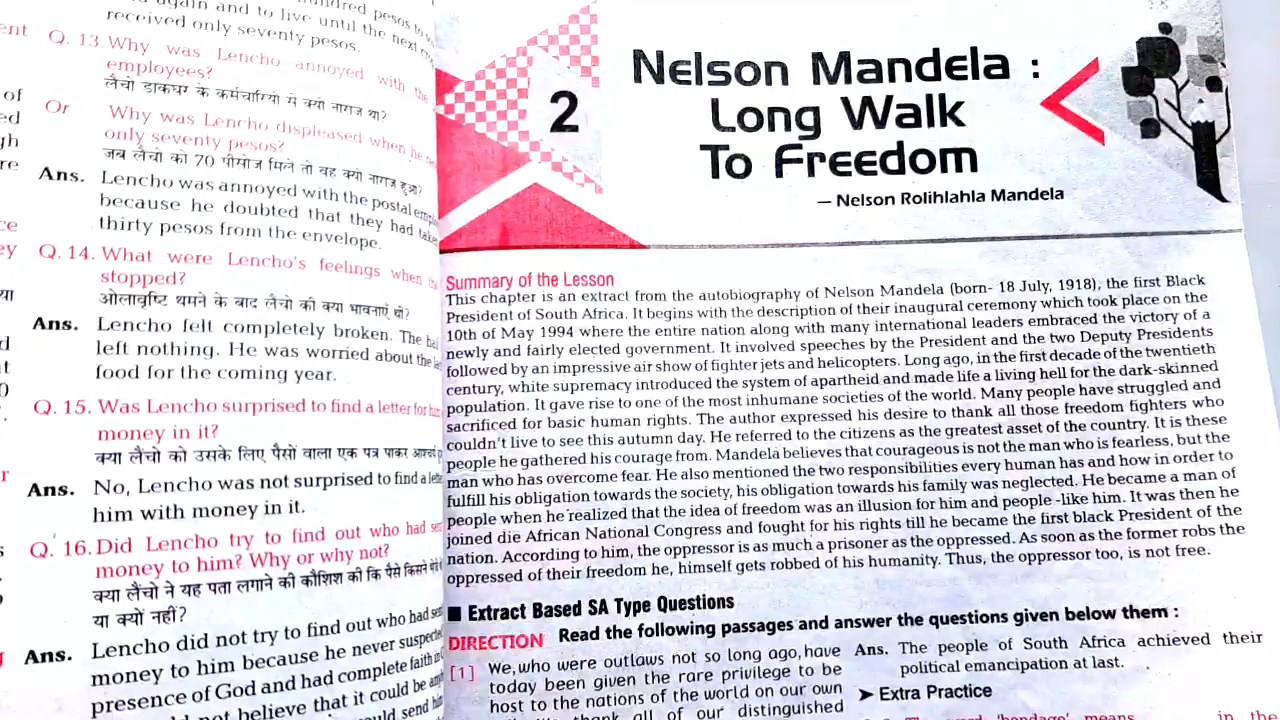 again and to live until the next
received only seventy pesos.
Q. 13. Why was Lencho annoyed with the
employees?
लैंचो डाकघर के कर्मचारियों से क्यों नाराज था?
Or Why was Lencho displeased when he
only seventy pesos?
जब लैंचो को 70 पीसोज मिले तो वह क्यों नाराज हुआ?
Ans. Lencho was annoyed with the postal
because he doubted that they had
thirty pesos from the envelope.
Q. 14. What were Lencho's feelings when
stopped?
ओलावृष्टि थमने के बाद लैंचो की क्या भावनाएं थी?
Ans. Lencho felt completely broken. The
left nothing. He was worried about the
food for the coming year.
Q. 15. Was Lencho surprised to find a letter for
money in it?
क्या लैंचो को उसके लिए पैसों वाला एक पत्र पाकर
Ans. No, Lencho was not surprised to find a
him with money in it.
Q. 16. Did Lencho try to find out who had
money to him? Why or why not?
क्या लैंचो ने यह पता लगाने की कोशिश की कि पैसे किसने
या क्यों नहीं?
Ans. Lencho did not try to find out who had
money to him because he never
presence of God and had complete faith
not believe that it could be
could send
2
Nelson Mandela :
Long Walk
To Freedom
— Nelson Rolihlahla Mandela
Summary of the Lesson
This chapter is an extract from the autobiography of Nelson Mandela (born- 18 July, 1918), the first Black
President of South Africa. It begins with the description of their inaugural ceremony which took place on the
10th of May 1994 where the entire nation along with many international leaders embraced the victory of a
newly and fairly elected government. It involved speeches by the President and the two Deputy Presidents
followed by an impressive air show of fighter jets and helicopters. Long ago, in the first decade of the twentieth
century, white supremacy introduced the system of apartheid and made life a living hell for the dark-skinned
population. It gave rise to one of the most inhumane societies of the world. Many people have struggled and
sacrificed for basic human rights. The author expressed his desire to thank all those freedom fighters who
couldn't live to see this autumn day. He referred to the citizens as the greatest asset of the country. It is these
people he gathered his courage from. Mandela believes that courageous is not the man who is fearless, but the
man who has overcome fear. He also mentioned the two responsibilities every human has and how in order to
fulfill his obligation towards the society, his obligation towards his family was neglected. He became a man of
people when he realized that the idea of freedom was an illusion for him and people -like him. It was then he
joined die African National Congress and fought for his rights till he became the first black President of the
nation. According to him, the oppressor is as much a prisoner as the oppressed. As soon as the former robs the
oppressed of their freedom he, himself gets robbed of his humanity. Thus, the oppressor too, is not free.
■ Extract Based SA Type Questions
DIRECTION Read the following passages and answer the questions given below them :
[1] We, who were outlaws not so long ago, have
today been given the rare privilege to be
host to the nations of the world on our own
thank all of our distinguished
Ans. The people of South Africa achieved their
political emancipation at last.
➤ Extra Practice
'bondage' means in the